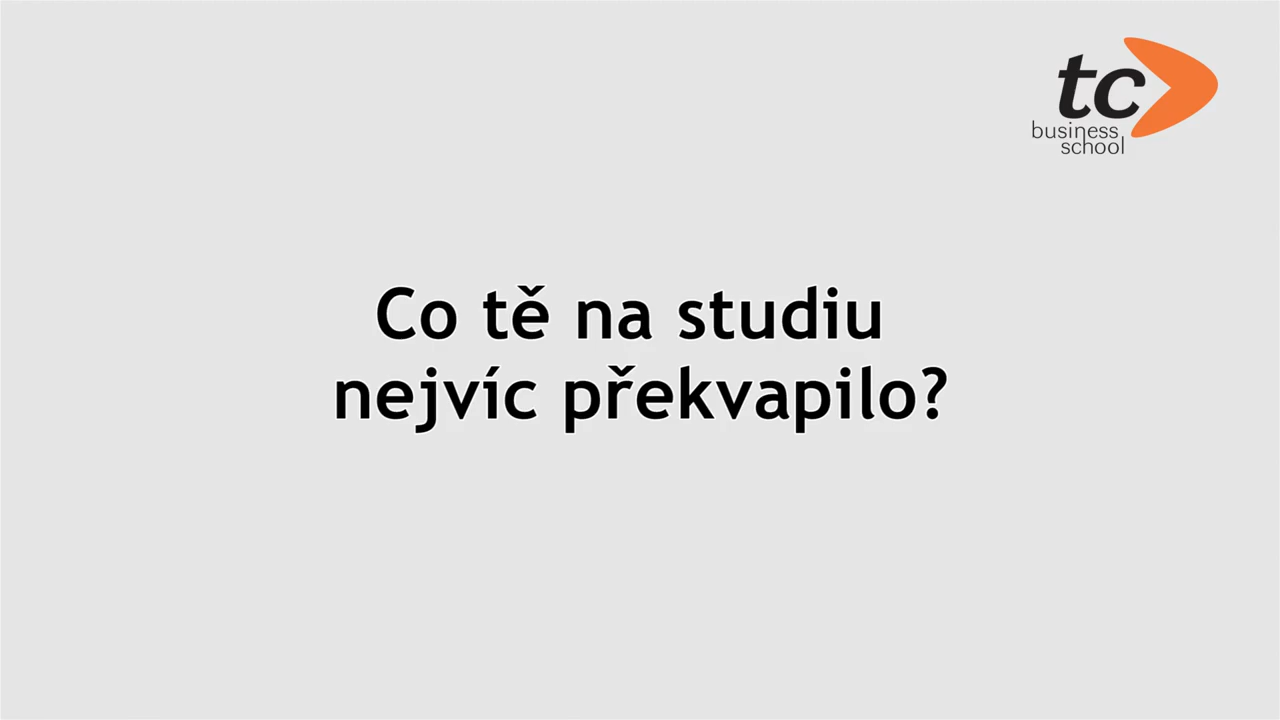 tc
business
school
Co tě na studiu
nejvíc překvapilo?